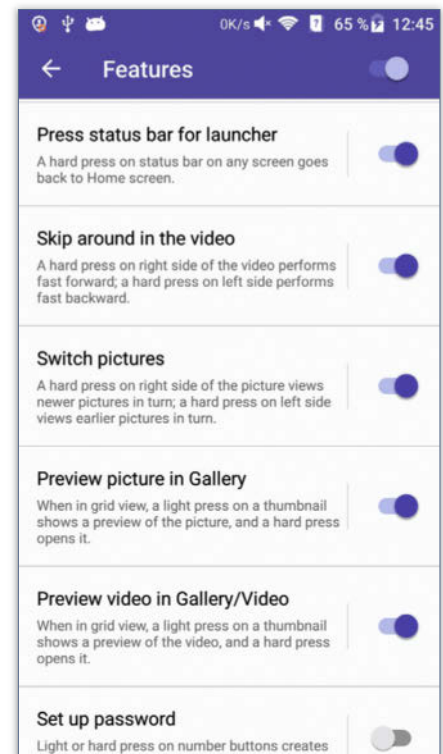 0K/s 65 % 12:45
Features
Press status bar for launcher
A hard press on status bar on any screen goes
back to Home screen.
Skip around in the video
A hard press on right side of the video performs
fast forward; a hard press on left side performs
fast backward.
Switch pictures
A hard press on right side of the picture views
newer pictures in turn; a hard press on left side
views earlier pictures in turn.
Preview picture in Gallery
When in grid view, a light press on a thumbnail
shows a preview of the picture, and a hard press
opens it.
Preview video in Gallery/Video
When in grid view, a light press on a thumbnail
shows a preview of the video, and a hard press
opens it.
Set up password
Light or hard press on number buttons creates